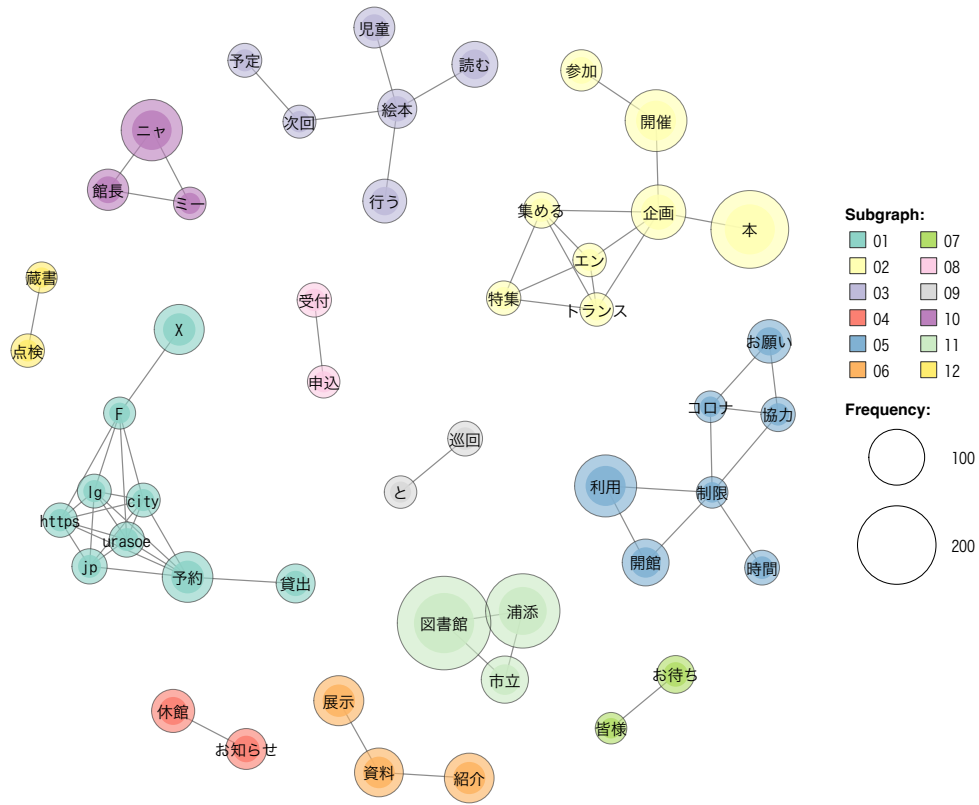 児童
予定
読む
次回
絵本
行う
ニャ
館長
ミー
参加
開催
集める
企画
本
エン
特集
トランス
蔵書
点検
受付
申込
X
F
lg
city
https
urasoe
jp
予約
貸出
巡回
と
お願い
コロナ
協力
利用
制限
開館
時間
図書館
浦添
市立
お待ち
皆様
休館
お知らせ
展示
資料
紹介
Subgraph:
01 07
02 08
03 09
04 10
05 11
06 12
Frequency:
100
200